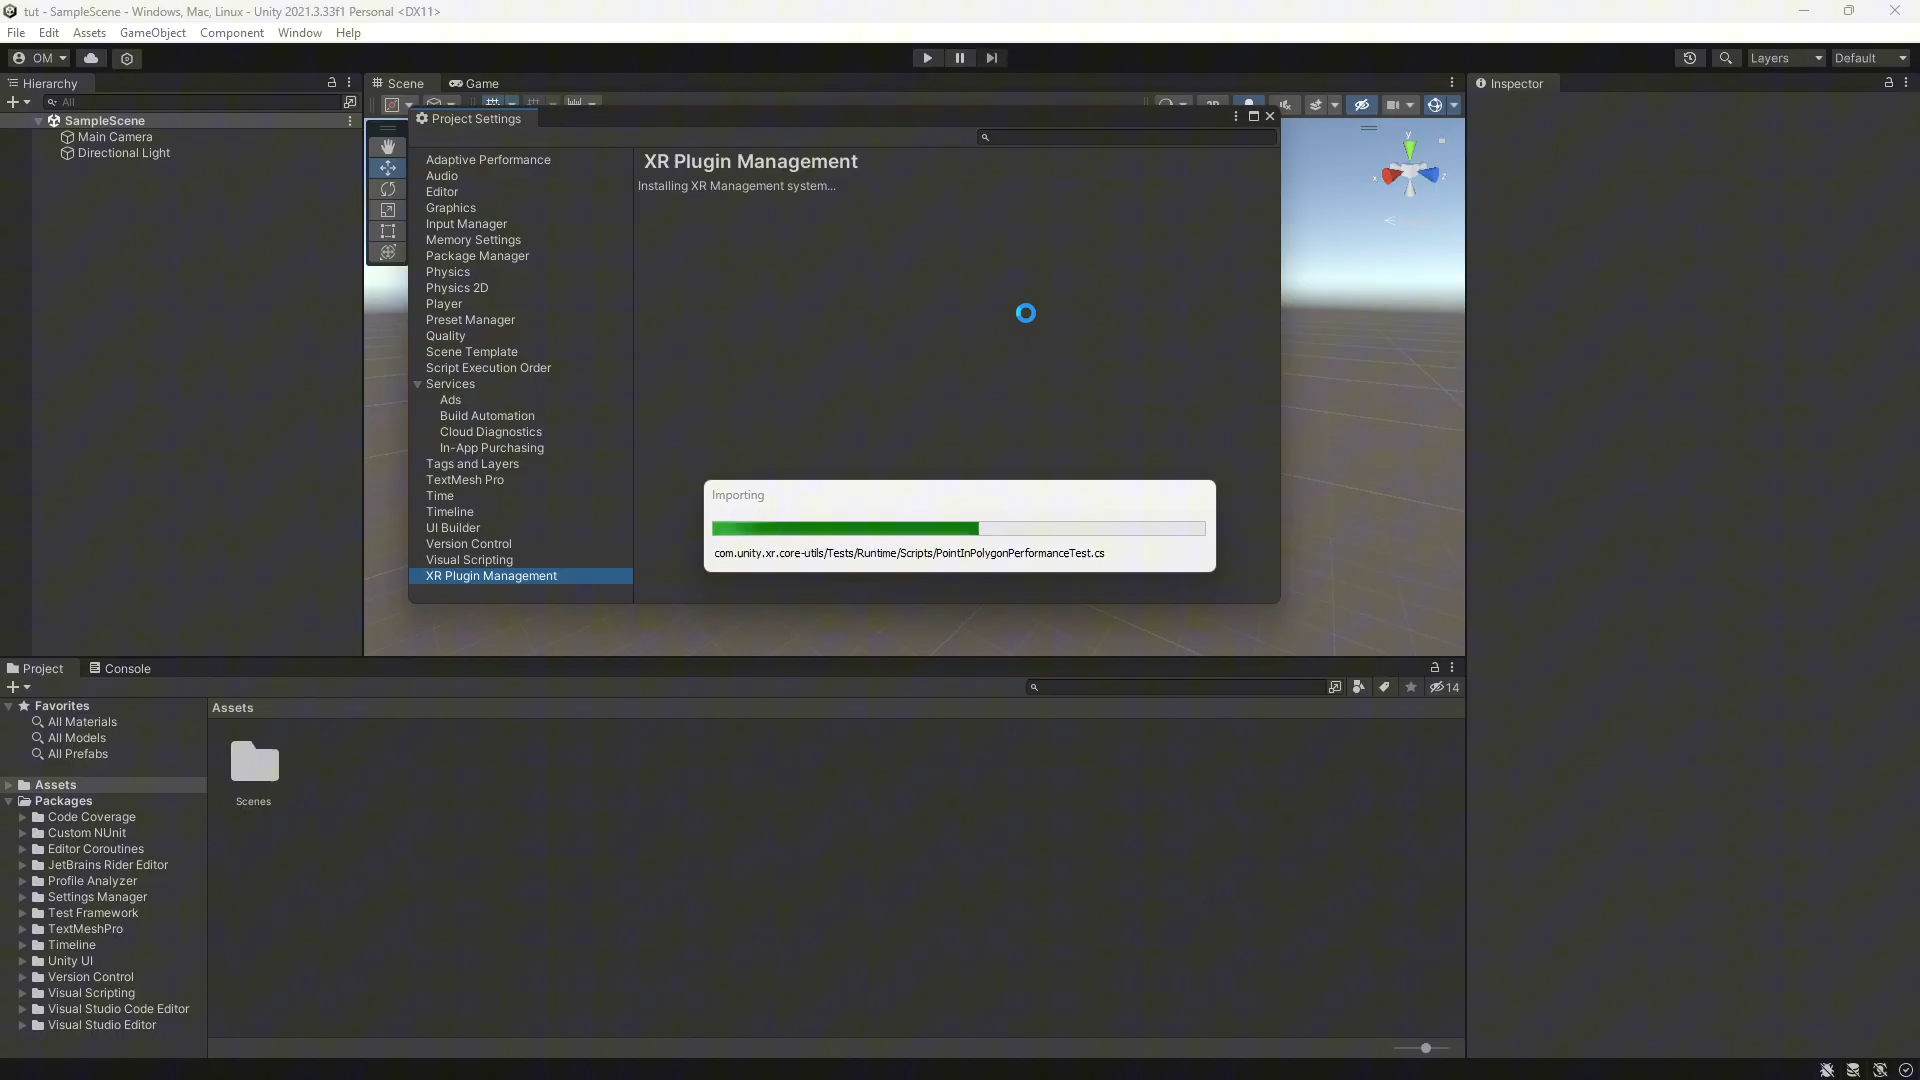 tut - SampleScene - Windows, Mac, Linux - Unity 2021.3.33f1 Personal <DX11>
File Edit Assets GameObject Component Window Help
OM
Layers
Default
Hierarchy
All
SampleScene
Main Camera
Directional Light
Scene
Game
Project Settings
Adaptive Performance
Audio
Editor
Graphics
Input Manager
Memory Settings
Package Manager
Physics
Physics 2D
Player
Preset Manager
Quality
Scene Template
Script Execution Order
Services
Ads
Build Automation
Cloud Diagnostics
In-App Purchasing
Tags and Layers
TextMesh Pro
Time
Timeline
UI Builder
Version Control
Visual Scripting
XR Plugin Management
XR Plugin Management
Installing XR Management system...
Importing
com.unity.xr.core-utils/Tests/Runtime/Scripts/PointInPolygonPerformanceTest.cs
y
x
z
Inspector
Project
Console
14
Favorites
All Materials
All Models
All Prefabs
Assets
Packages
Code Coverage
Custom NUnit
Editor Coroutines
JetBrains Rider Editor
Profile Analyzer
Settings Manager
Test Framework
TextMeshPro
Timeline
Unity UI
Version Control
Visual Scripting
Visual Studio Code Editor
Visual Studio Editor
Assets
Scenes